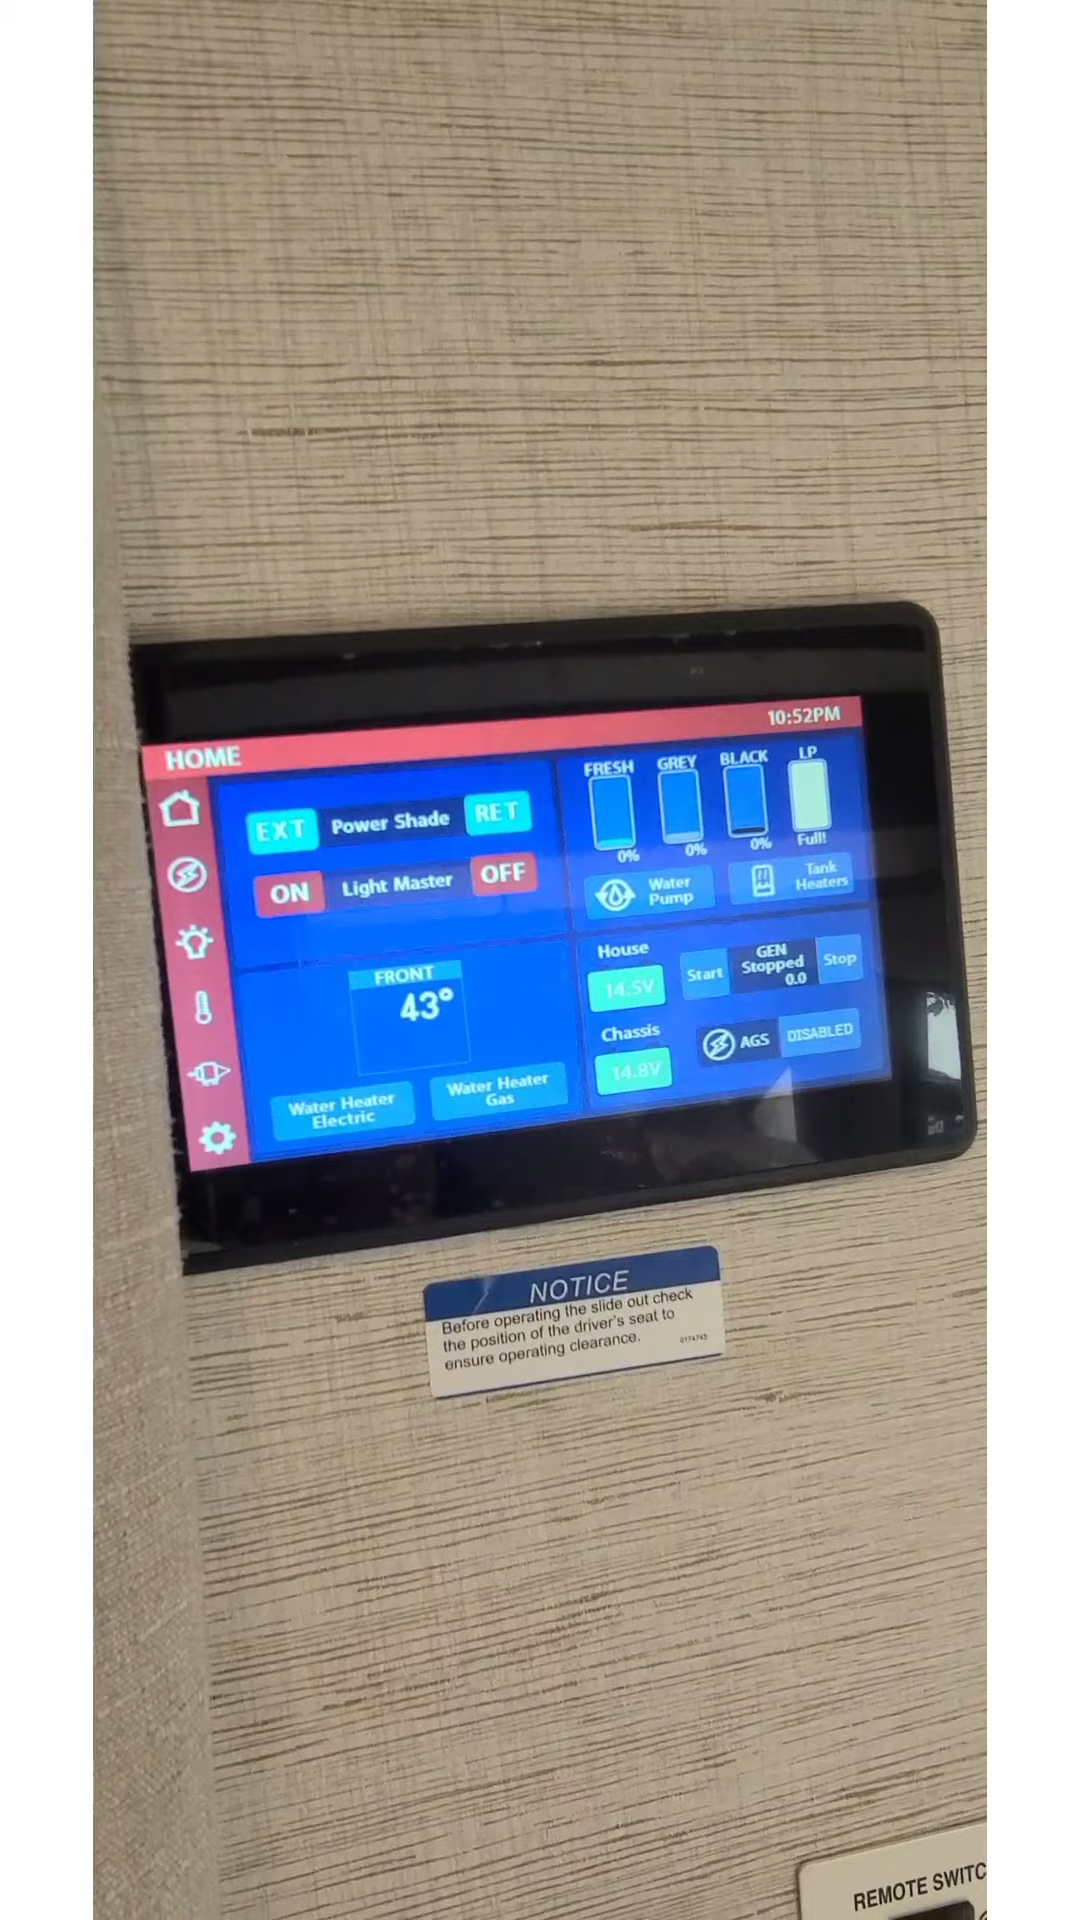 10:52PM
HOME
EXT Power Shade RET
ON Light Master OFF
FRESH GREY BLACK LP
0% 0% 0% Full!
Water
Pump
Tank
Heaters
FRONT
43°
Water Heater
Electric
Water Heater
Gas
House
14.5V
Start
GEN
Stopped
0.0
Stop
Chassis
14.8V
AGS DISABLED
NOTICE
Before operating the slide out check
the position of the driver's seat to
ensure operating clearance.
0174743
REMOTE SWITC